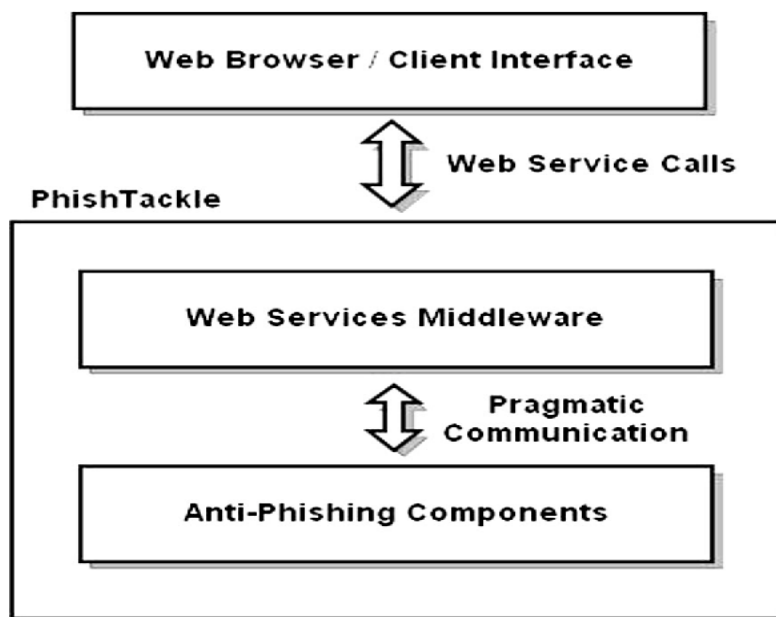 Web Browser / Client Interface
Web Service Calls
PhishTackle
Web Services Middleware
Pragmatic
Communication
Anti-Phishing Components